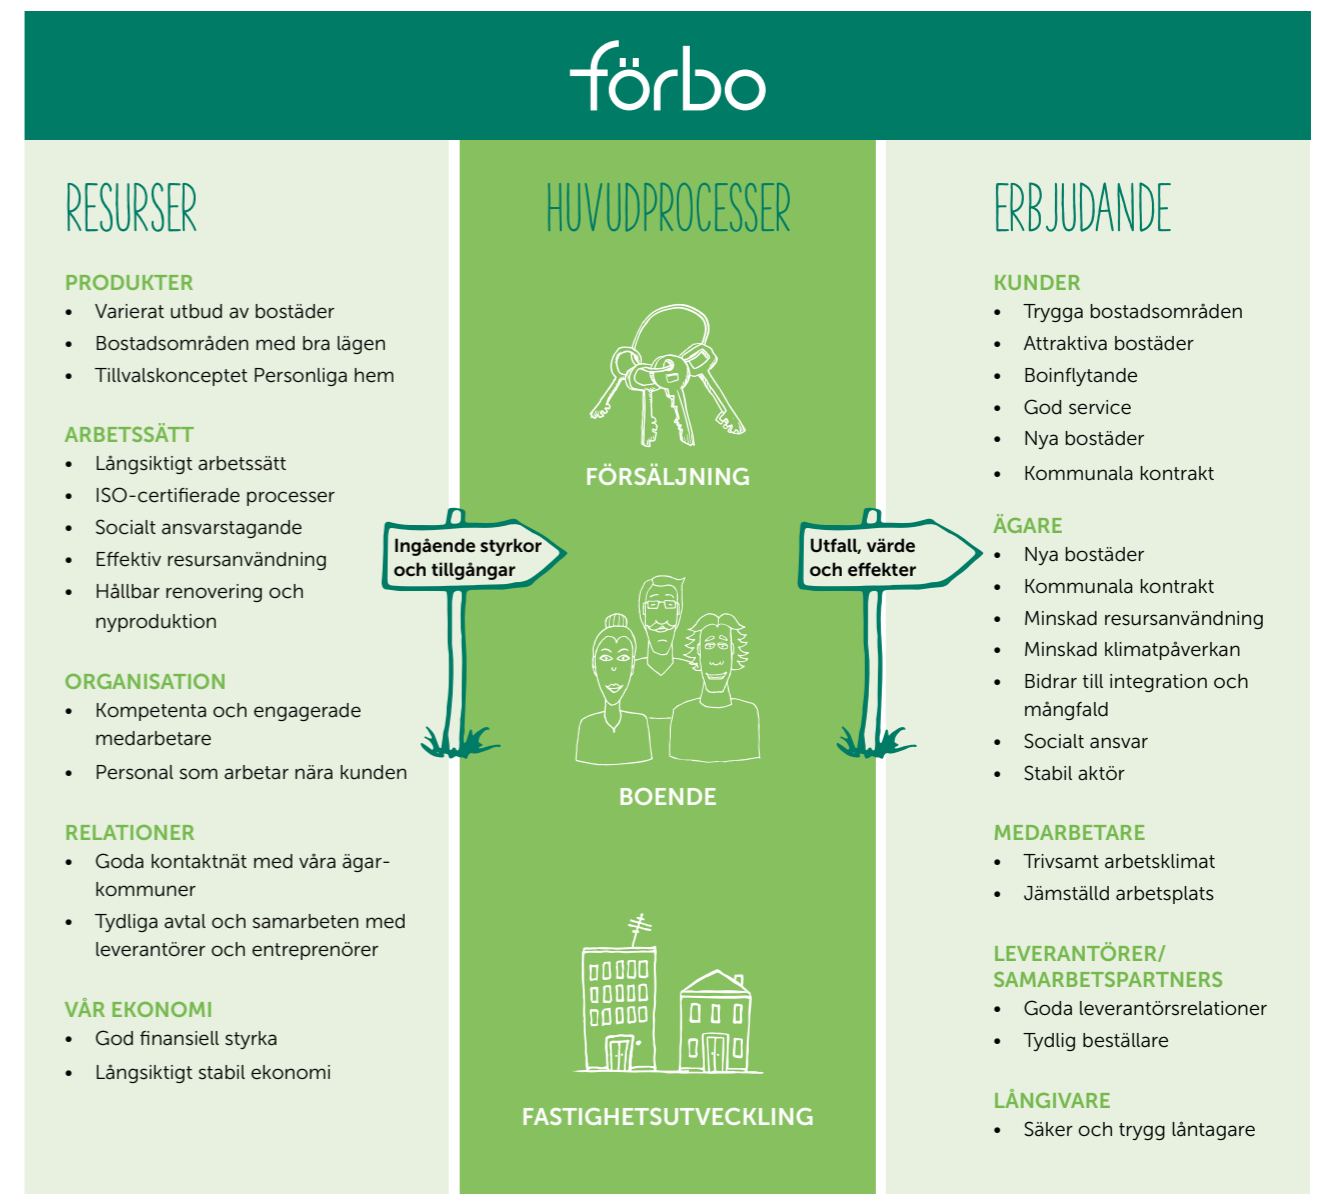 förbo
RESURSER
PRODUKTER
• Varierat utbud av bostäder
• Bostadsområden med bra lägen
• Tillvalskonceptet Personliga hem
ARBETSSÄTT
• Långsiktigt arbetssätt
• ISO-certifierade processer
• Socialt ansvarstagande
• Effektiv resursanvändning
• Hållbar renovering och
nyproduktion
ORGANISATION
• Kompetenta och engagerade
medarbetare
• Personal som arbetar nära kunden
RELATIONER
• Goda kontaktnät med våra ägar-
kommuner
• Tydliga avtal och samarbeten med
leverantörer och entreprenörer
VÅR EKONOMI
• God finansiell styrka
• Långsiktigt stabil ekonomi
Ingående styrkor
och tillgångar
HUVUDPROCESSER
FÖRSÄLJNING
BOENDE
FASTIGHETSUTVECKLING
Utfall, värde
och effekter
ERBJUDANDE
KUNDER
• Trygga bostadsområden
• Attraktiva bostäder
• Boinflytande
• God service
• Nya bostäder
• Kommunala kontrakt
ÄGARE
• Nya bostäder
• Kommunala kontrakt
• Minskad resursanvändning
• Minskad klimatpåverkan
• Bidrar till integration och
mångfald
• Socialt ansvar
• Stabil aktör
MEDARBETARE
• Trivsamt arbetsklimat
• Jämställd arbetsplats
LEVERANTÖRER/
SAMARBETSPARTNERS
• Goda leverantörsrelationer
• Tydlig beställare
LÅNGIVARE
• Säker och trygg låntagare